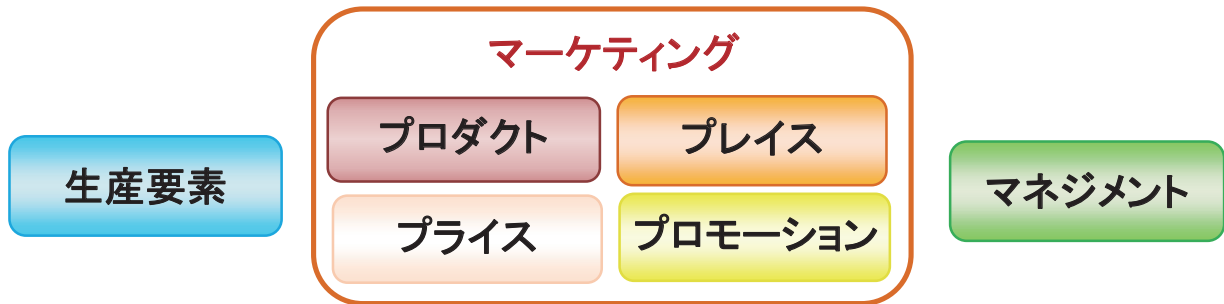 マーケティング
プロダクト
プレイス
生産要素
マネジメント
プライス
プロモーション